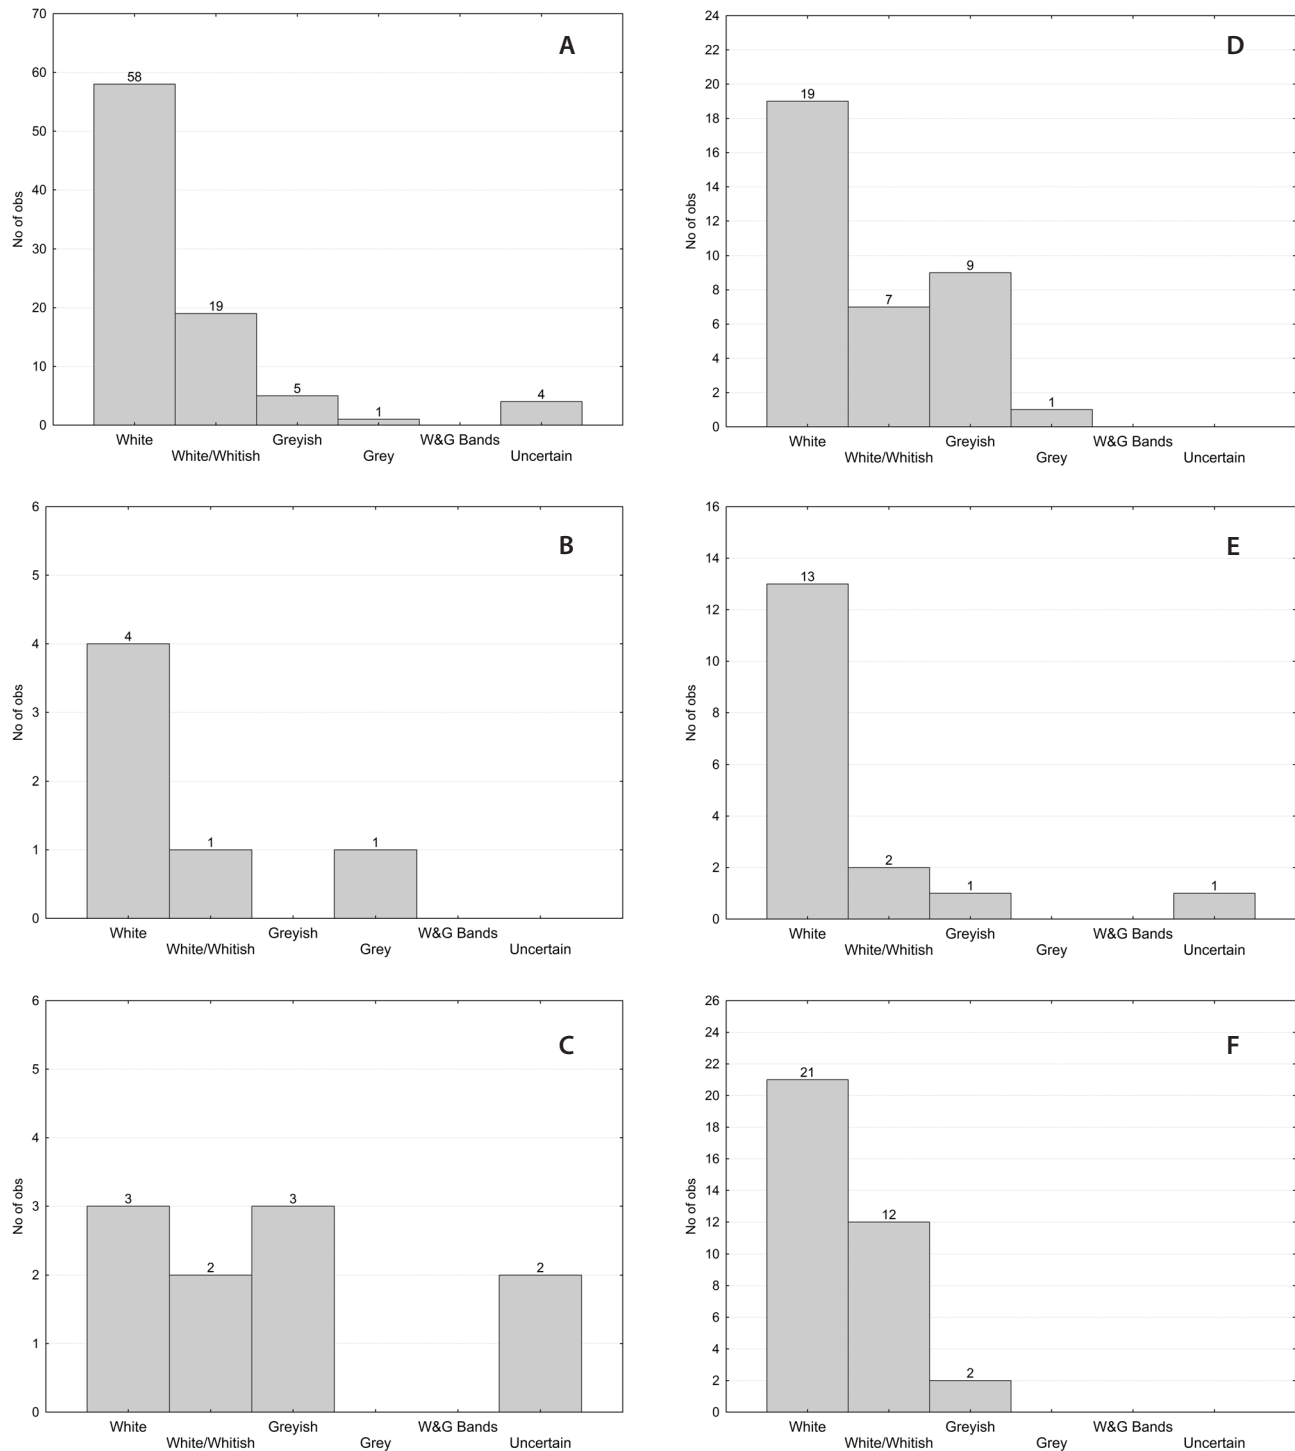 A
No of obs
70
60
50
40
30
20
10
0
58
19
5
1
4
White
White/Whitish
Greyish
Grey
W&G Bands
Uncertain
D
No of obs
24
22
20
18
16
14
12
10
8
6
4
2
0
19
7
9
1
White
White/Whitish
Greyish
Grey
W&G Bands
Uncertain
B
No of obs
6
5
4
3
2
1
0
4
1
1
White
White/Whitish
Greyish
Grey
W&G Bands
Uncertain
E
No of obs
16
14
12
10
8
6
4
2
0
13
2
1
1
White
White/Whitish
Greyish
Grey
W&G Bands
Uncertain
C
No of obs
6
5
4
3
2
1
0
3
2
3
2
White
White/Whitish
Greyish
Grey
W&G Bands
Uncertain
F
No of obs
26
24
22
20
18
16
14
12
10
8
6
4
2
0
21
12
2
White
White/Whitish
Greyish
Grey
W&G Bands
Uncertain